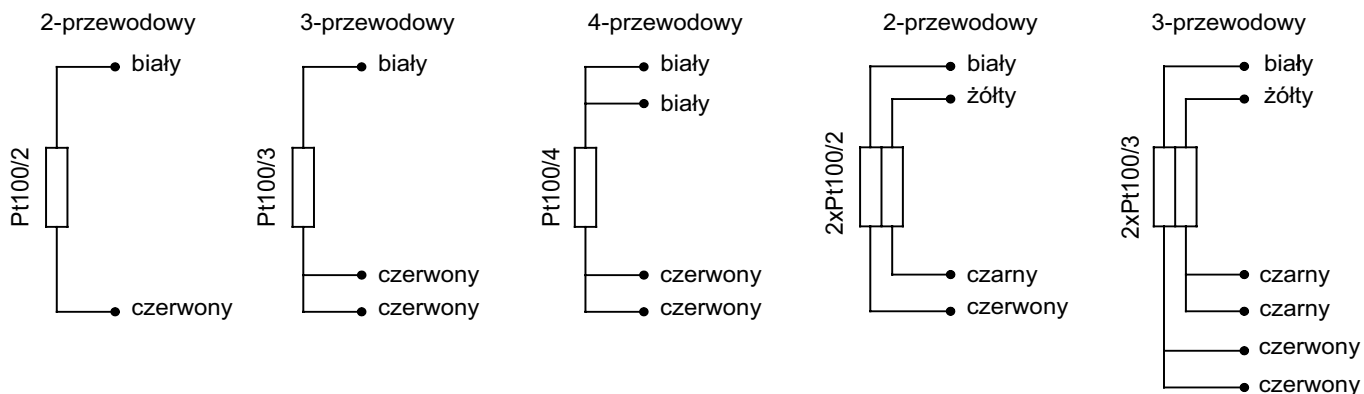 2-przewodowy
biały
Pt100/2
czerwony
3-przewodowy
biały
Pt100/3
czerwony
czerwony
4-przewodowy
biały
biały
Pt100/4
czerwony
czerwony
2-przewodowy
biały
żółty
2xPt100/2
czarny
czerwony
3-przewodowy
biały
żółty
2xPt100/3
czarny
czarny
czerwony
czerwony